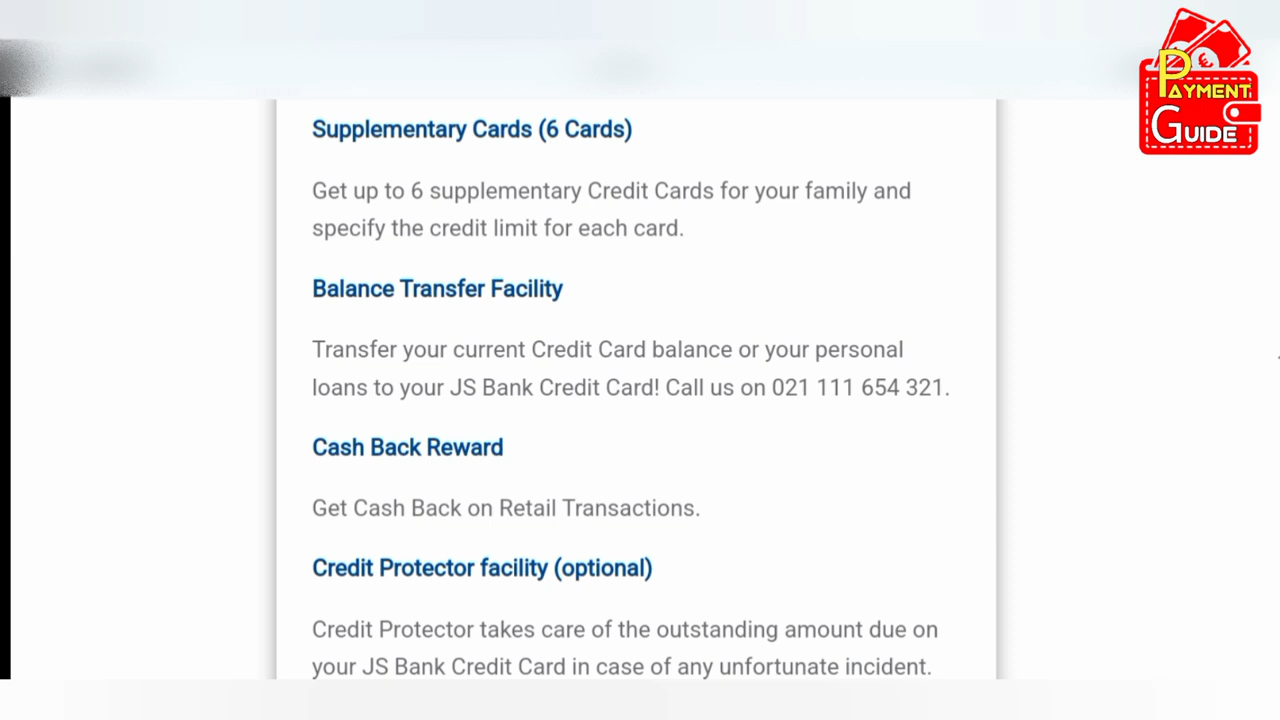 PAYMENT
GUIDE
Supplementary Cards (6 Cards)
Get up to 6 supplementary Credit Cards for your family and
specify the credit limit for each card.
Balance Transfer Facility
Transfer your current Credit Card balance or your personal
loans to your JS Bank Credit Card! Call us on 021 111 654 321.
Cash Back Reward
Get Cash Back on Retail Transactions.
Credit Protector facility (optional)
Credit Protector takes care of the outstanding amount due on
your JS Bank Credit Card in case of any unfortunate incident.